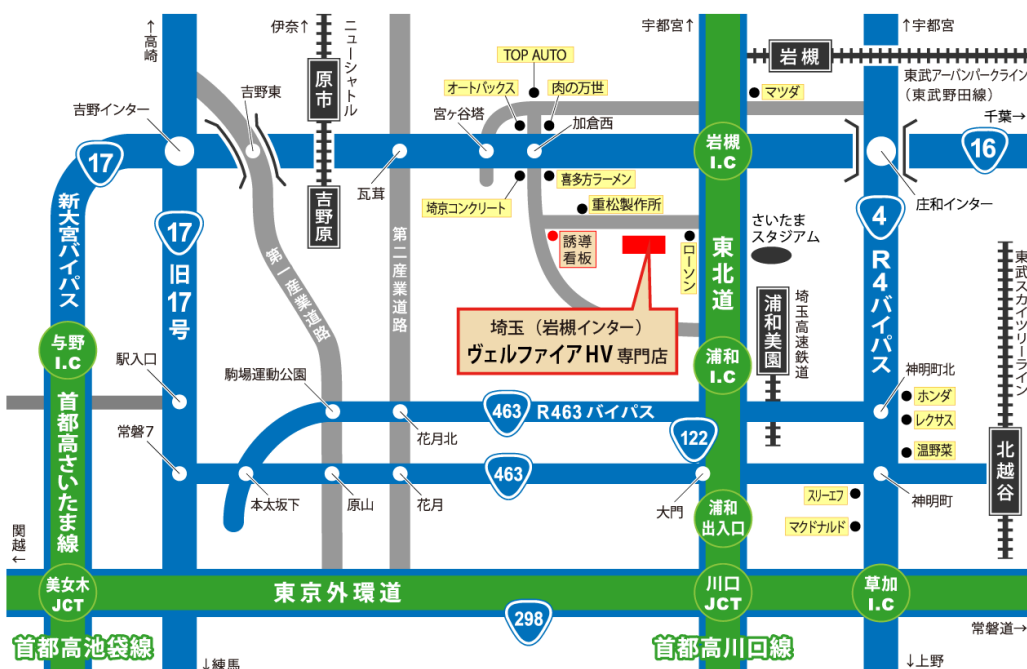 ↑高崎
伊奈↑
ニューシャトル
宇都宮↑
↑宇都宮
原市
TOP AUTO
オートバックス
肉の万世
岩槻
東武アーバンパークライン
(東武野田線)
マツダ
千葉→
吉野インター
吉野東
宮ヶ谷塔
加倉西
17
瓦葺
岩槻
I.C
16
吉野原
埼京コンクリート
喜多方ラーメン
重松製作所
庄和インター
新大宮バイパス
17
旧17号
第一産業道路
第二産業道路
誘導
看板
ローソン
東北道
さいたま
スタジアム
4
R4バイパス
東武スカイツリーライン
埼玉(岩槻インター)
ヴェルファイアHV専門店
浦和美園
埼玉高速鉄道
与野
I.C
駅入口
駒場運動公園
浦和
I.C
神明町北
ホンダ
レクサス
温野菜
463
R463バイパス
122
花月北
常磐7
首都高さいたま線
463
北越谷
本太坂下
原山
花月
大門
神明町
スリーエフ
マクドナルド
浦和
出入口
関越
←
美女木
JCT
東京外環道
川口
JCT
草加
I.C
298
常磐道→
首都高池袋線
首都高川口線
↓練馬
↓上野